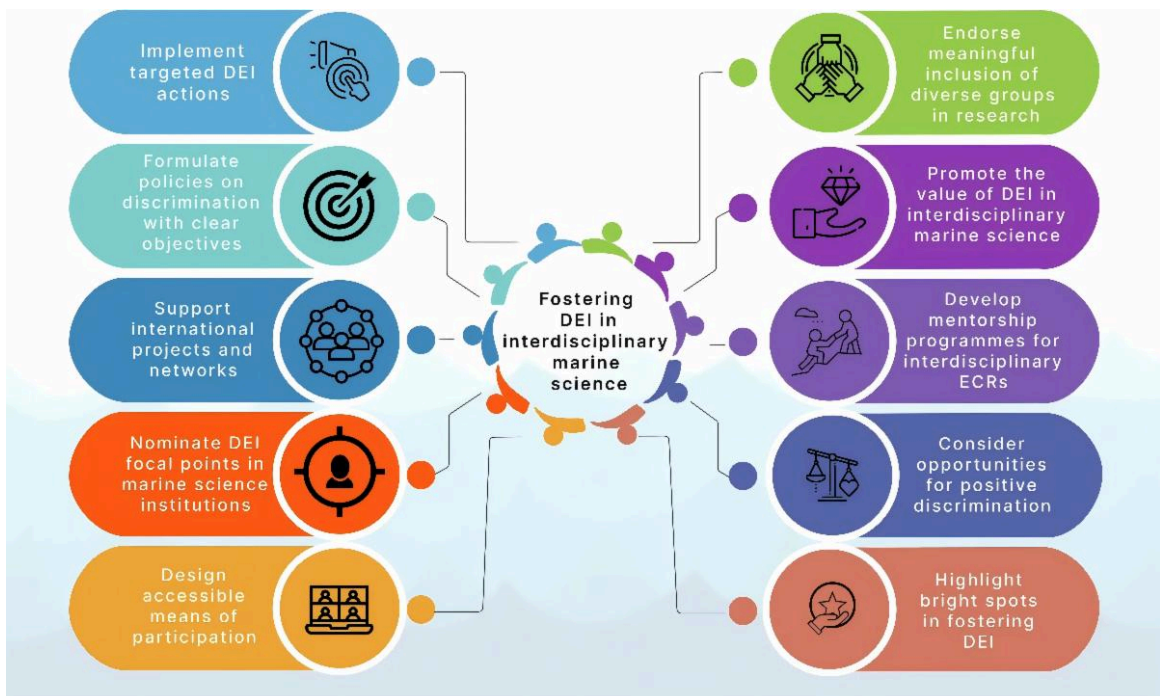 Implement
targeted DEI
actions
Formulate
policies on
discrimination
with clear
objectives
Support
international
projects and
networks
Nominate DEI
focal points in
marine science
institutions
Design
accessible
means of
participation
Fostering
DEI in
interdisciplinary
marine
science
Endorse
meaningful
inclusion of
diverse groups
in research
Promote the
value of DEI in
interdisciplinary
marine science
Develop
mentorship
programmes for
interdisciplinary
ECRs
Consider
opportunities
for positive
discrimination
Highlight
bright spots
in fostering
DEI